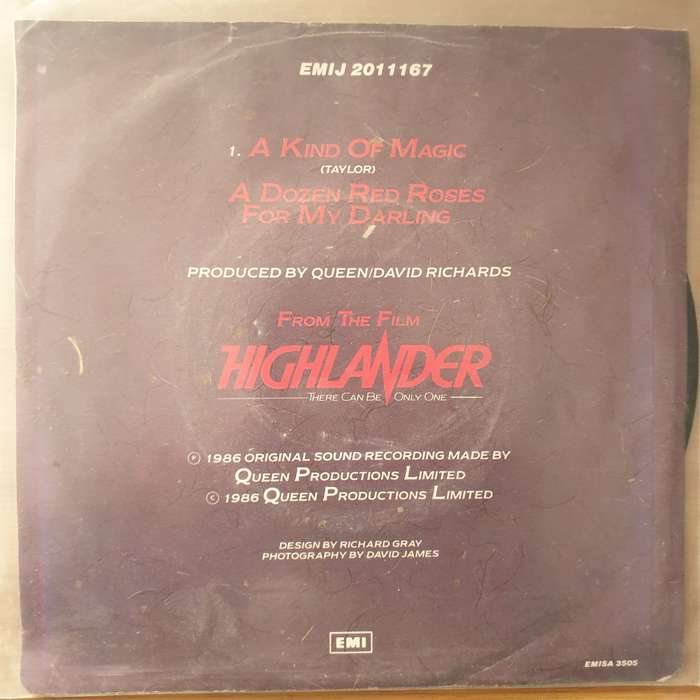 EMIJ 2011167
1. A KIND OF MAGIC
(TAYLOR)
A DOZEN RED ROSES
FOR MY DARLING
PRODUCED BY QUEEN/DAVID RICHARDS
FROM THE FILM
HIGHLANDER
THERE CAN BE ONLY ONE
℗ 1986 ORIGINAL SOUND RECORDING MADE BY
QUEEN PRODUCTIONS LIMITED
© 1986 QUEEN PRODUCTIONS LIMITED
DESIGN BY RICHARD GRAY
PHOTOGRAPHY BY DAVID JAMES
EMI
EMISA 3505